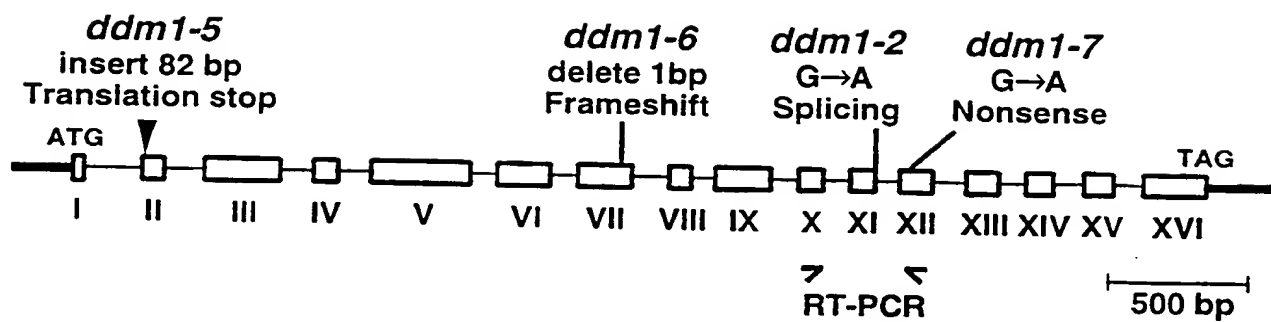 ddm1-5
insert 82 bp
Translation stop
ddm1-6
delete 1bp
Frameshift
ddm1-2
G→A
Splicing
ddm1-7
G→A
Nonsense
ATG
TAG
I II III IV V VI VII VIII IX X XI XII XIII XIV XV XVI
RT-PCR
500 bp